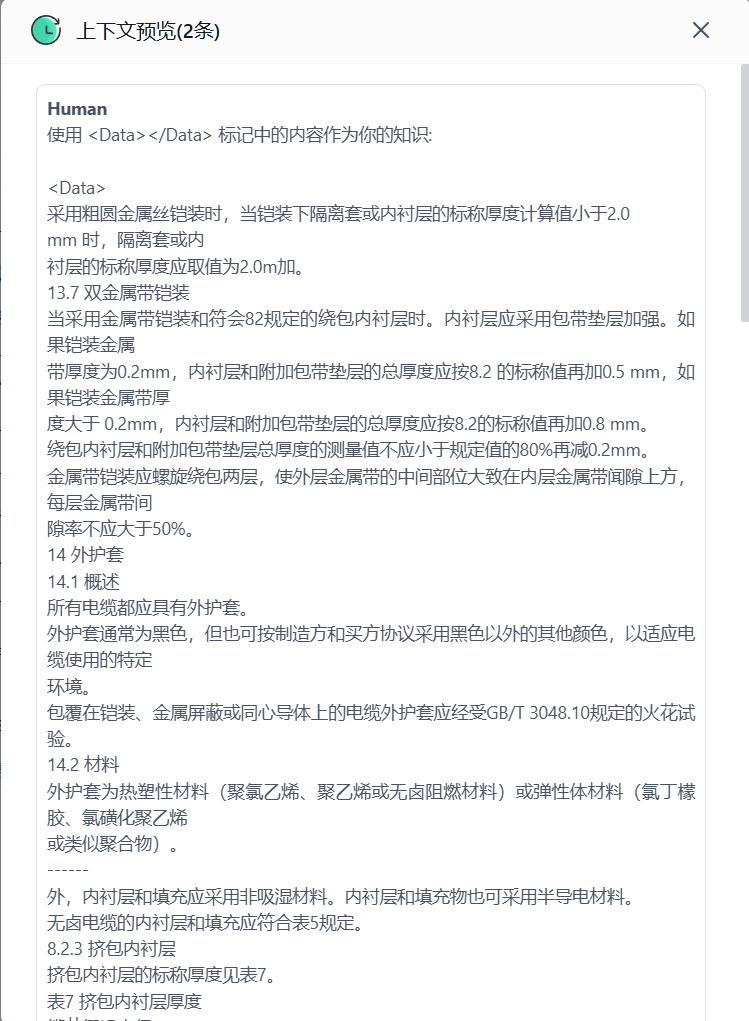 上下文预览(2条)
Human
使用 <Data></Data> 标记中的内容作为你的知识:
<Data>
采用粗圆金属丝铠装时，当铠装下隔离套或内衬层的标称厚度计算值小于2.0
mm 时，隔离套或内
衬层的标称厚度应取值为2.0m加。
13.7 双金属带铠装
当采用金属带铠装和符会82规定的绕包内衬层时。内衬层应采用包带垫层加强。如
果铠装金属
带厚度为0.2mm，内衬层和附加包带垫层的总厚度应按8.2 的标称值再加0.5 mm，如
果铠装金属带厚
度大于 0.2mm，内衬层和附加包带垫层的总厚度应按8.2的标称值再加0.8 mm。
绕包内衬层和附加包带垫层总厚度的测量值不应小于规定值的80%再减0.2mm。
金属带铠装应螺旋绕包两层，使外层金属带的中间部位大致在内层金属带闻隙上方，
每层金属带间
隙率不应大于50%。
14 外护套
14.1 概述
所有电缆都应具有外护套。
外护套通常为黑色，但也可按制造方和买方协议采用黑色以外的其他颜色，以适应电
缆使用的特定
环境。
包覆在铠装、金属屏蔽或同心导体上的电缆外护套应经受GB/T 3048.10规定的火花试
验。
14.2 材料
外护套为热塑性材料（聚氯乙烯、聚乙烯或无卤阻燃材料）或弹性体材料（氯丁檬
胶、氯磺化聚乙烯
或类似聚合物）。
------
外，内衬层和填充应采用非吸湿材料。内衬层和填充物也可采用半导电材料。
无卤电缆的内衬层和填充应符合表5规定。
8.2.3 挤包内衬层
挤包内衬层的标称厚度见表7。
表7 挤包内衬层厚度